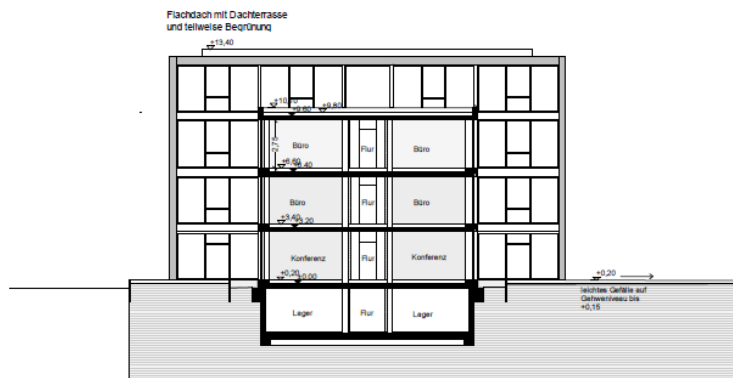 Flachdach mit Dachterrasse
und teilweise Begrünung
+13,40
+10,10
+9,60 +9,80
2,75
Büro Flur Büro
+6,60
+6,40
Büro Flur Büro
+3,40
+3,20
Konferenz Flur Konferenz
+0,20 ±0,00 +0,20
leichtes Gefälle auf
Gehweniveau bis
+0,15
Lager Flur Lager